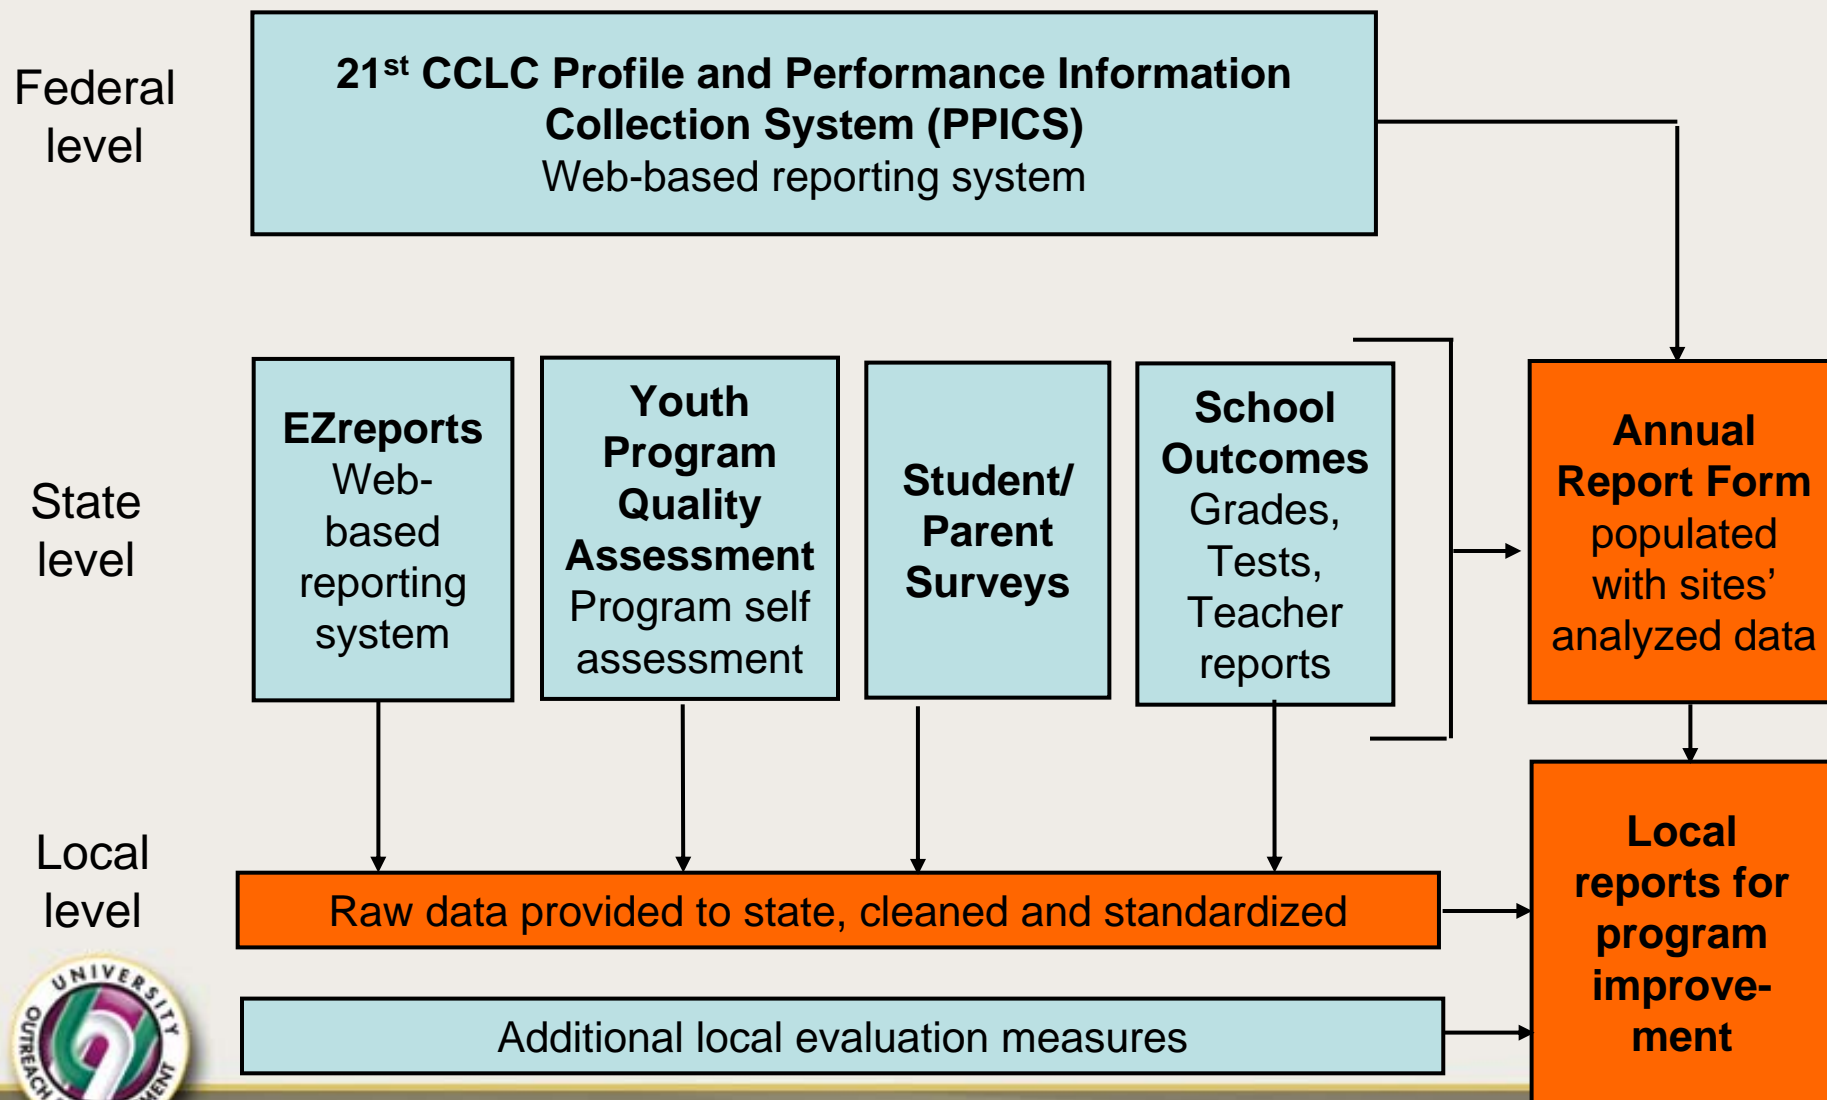 Federal
level
21st CCLC Profile and Performance Information
Collection System (PPICS)
Web-based reporting system
State
level
EZreports
Web-
based
reporting
system
Youth
Program
Quality
Assessment
Program self
assessment
Student/
Parent
Surveys
School
Outcomes
Grades,
Tests,
Teacher
reports
Annual
Report Form
populated
with sites’
analyzed data
Local
level
Raw data provided to state, cleaned and standardized
Additional local evaluation measures
Local
reports for
program
improve-
ment
UNIVERSITY
OUTREACH